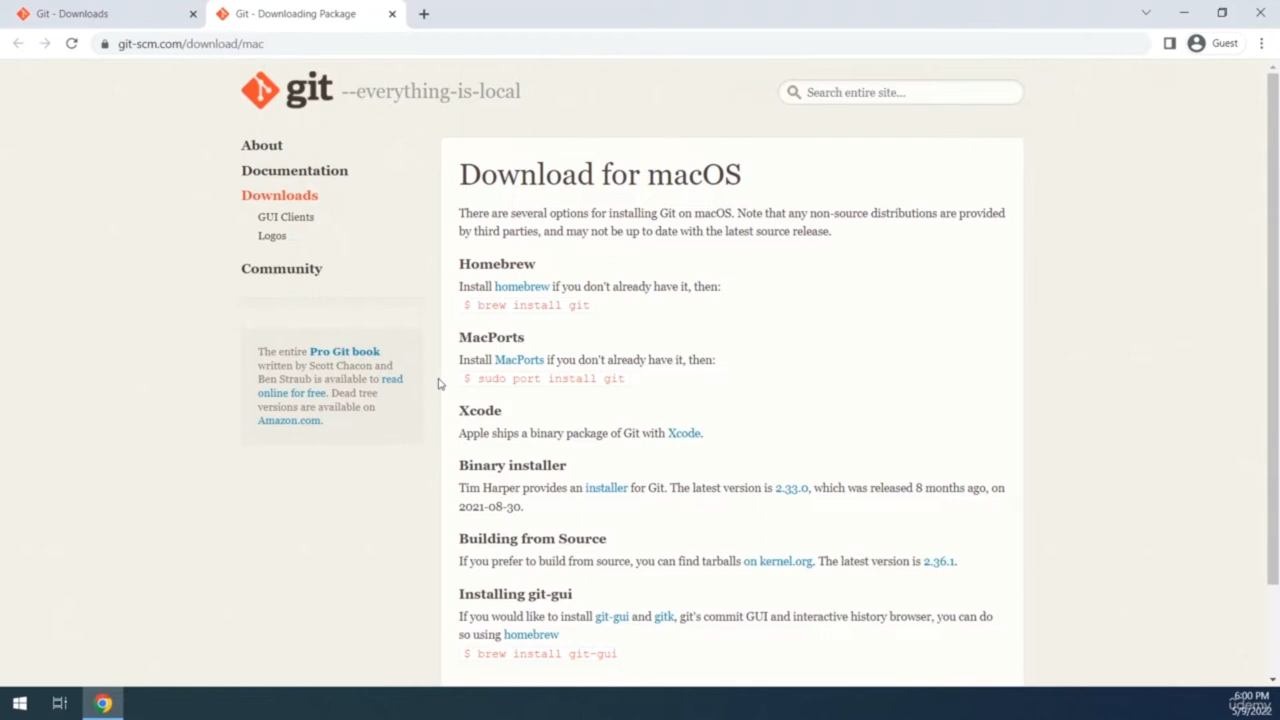 Git - Downloads
Git - Downloading Package
git-scm.com/download/mac
Guest
git --everything-is-local
Search entire site...
About
Documentation
Downloads
GUI Clients
Logos
Community
The entire Pro Git book
written by Scott Chacon and
Ben Straub is available to read
online for free. Dead tree
versions are available on
Amazon.com.
Download for macOS
There are several options for installing Git on macOS. Note that any non-source distributions are provided
by third parties, and may not be up to date with the latest source release.
Homebrew
Install homebrew if you don't already have it, then:
$ brew install git
MacPorts
Install MacPorts if you don't already have it, then:
$ sudo port install git
Xcode
Apple ships a binary package of Git with Xcode.
Binary installer
Tim Harper provides an installer for Git. The latest version is 2.33.0, which was released 8 months ago, on
2021-08-30.
Building from Source
If you prefer to build from source, you can find tarballs on kernel.org. The latest version is 2.36.1.
Installing git-gui
If you would like to install git-gui and gitk, git's commit GUI and interactive history browser, you can do
so using homebrew
$ brew install git-gui
6:00 PM
udemy
5/9/2022